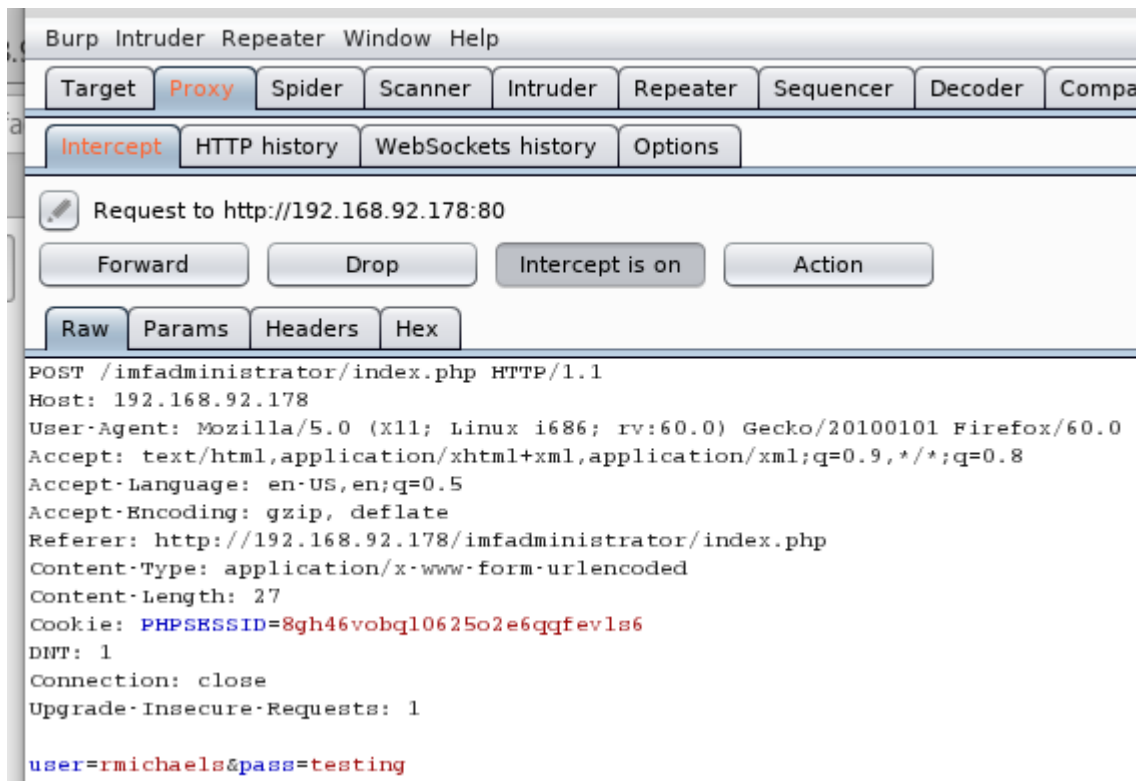 Burp Intruder Repeater Window Help
Target Proxy Spider Scanner Intruder Repeater Sequencer Decoder Compa
Intercept HTTP history WebSockets history Options
Request to http://192.168.92.178:80
Forward Drop Intercept is on Action
Raw Params Headers Hex
POST /imfadministrator/index.php HTTP/1.1
Host: 192.168.92.178
User-Agent: Mozilla/5.0 (X11; Linux i686; rv:60.0) Gecko/20100101 Firefox/60.0
Accept: text/html,application/xhtml+xml,application/xml;q=0.9,*/*;q=0.8
Accept-Language: en-US,en;q=0.5
Accept-Encoding: gzip, deflate
Referer: http://192.168.92.178/imfadministrator/index.php
Content-Type: application/x-www-form-urlencoded
Content-Length: 27
Cookie: PHPSESSID=8gh46vobql0625o2e6qqfevls6
DNT: 1
Connection: close
Upgrade-Insecure-Requests: 1
user=rmichaels&pass=testing